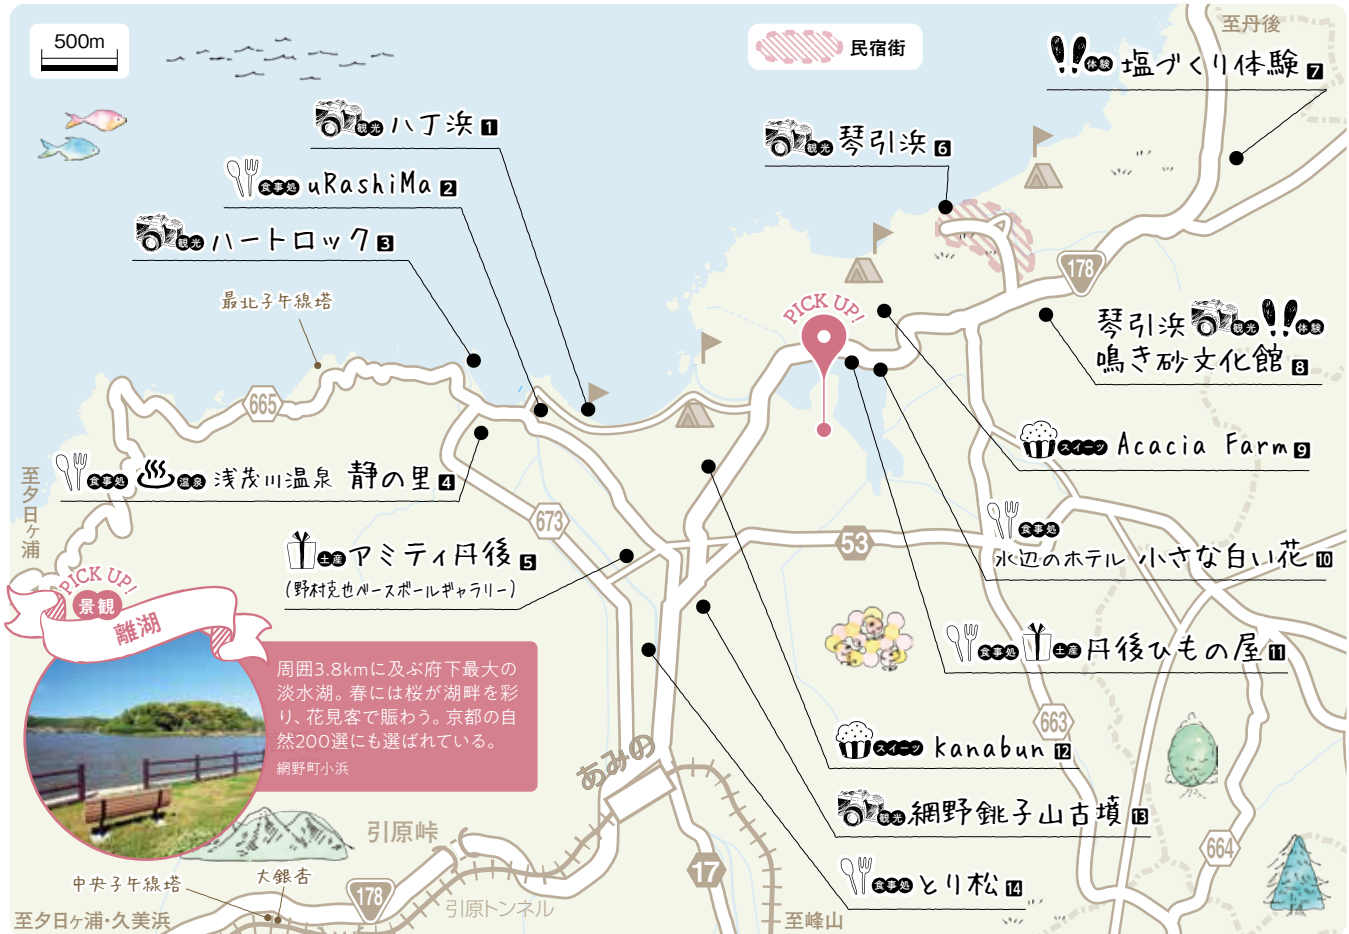 500m
民宿街
至丹後
体験 塩づくり体験 7
観光 八丁浜 1
観光 琴引浜 6
食事処 uRashiMa 2
観光 ハートロック 3
178
最北子午線塔
PICK UP!
琴引浜 観光 体験
鳴き砂文化館 8
665
スイーツ Acacia Farm 9
至夕日ヶ浦
食事処 温泉 浅茂川温泉 静の里 4
673
53
食事処
水辺のホテル 小さな白い花 10
土産 アミティ丹後 5
(野村克也ベースボールギャラリー)
PICK UP!
景観
離湖
食事処 土産 丹後ひもの屋 11
周囲3.8kmに及ぶ府下最大の
淡水湖。春には桜が湖畔を彩
り、花見客で賑わう。京都の自
然200選にも選ばれている。
網野町小浜
663
あみの
スイーツ kanabun 12
観光 網野銚子山古墳 13
引原峠
664
17
食事処 とり松 14
中央子午線塔
大銀杏
178
引原トンネル
至夕日ヶ浦・久美浜
至峰山